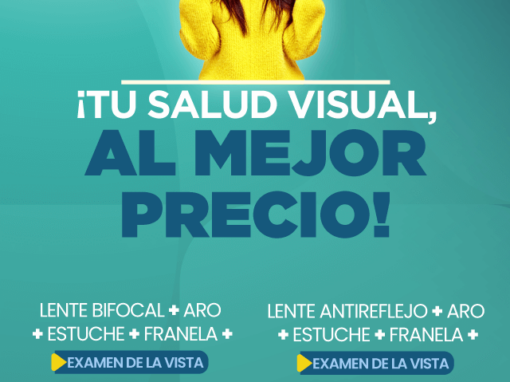 ¡TU SALUD VISUAL,
AL MEJOR
PRECIO!
LENTE BIFOCAL + ARO
+ ESTUCHE + FRANELA +
EXAMEN DE LA VISTA
LENTE ANTIREFLEJO + ARO
+ ESTUCHE + FRANELA +
EXAMEN DE LA VISTA